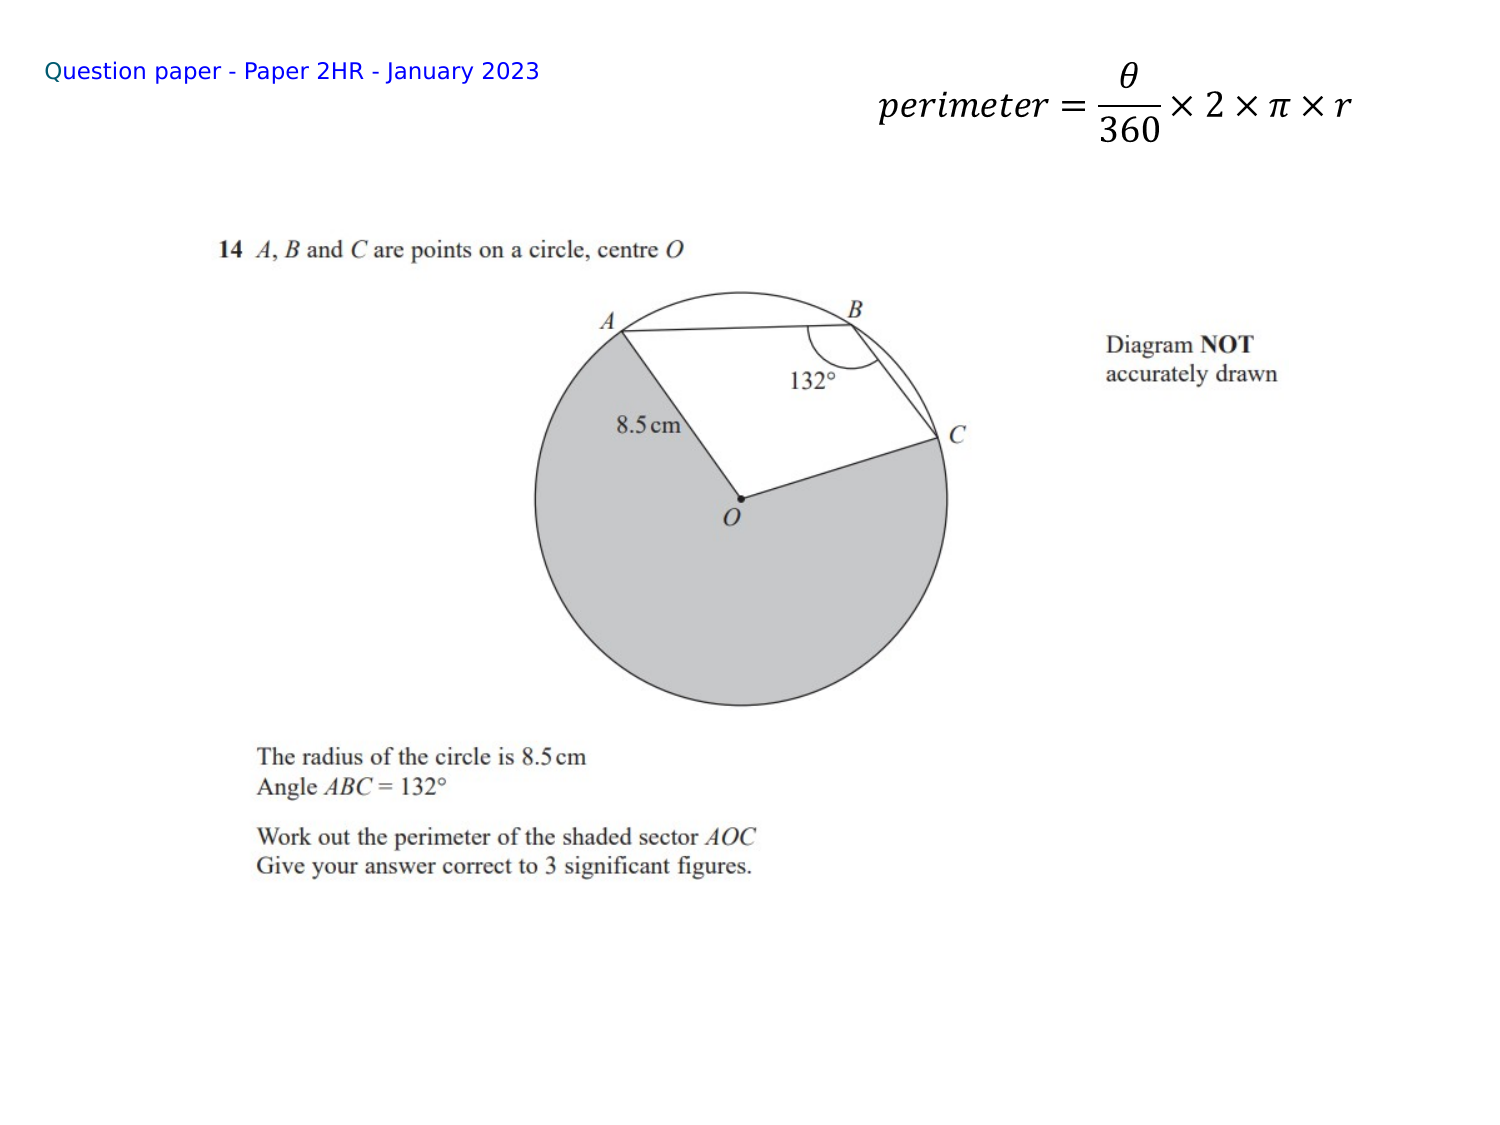 Question paper - Paper 2HR - January 2023
perimeter = θ/360 × 2 × π × r
14 A, B and C are points on a circle, centre O
A
B
Diagram NOT
accurately drawn
132°
8.5 cm
C
O
The radius of the circle is 8.5 cm
Angle ABC = 132°
Work out the perimeter of the shaded sector AOC
Give your answer correct to 3 significant figures.